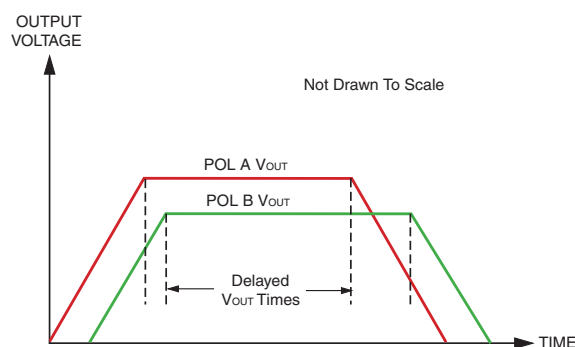 OUTPUT
VOLTAGE
Not Drawn To Scale
POL A VOUT
POL B VOUT
Delayed
VOUT Times
TIME